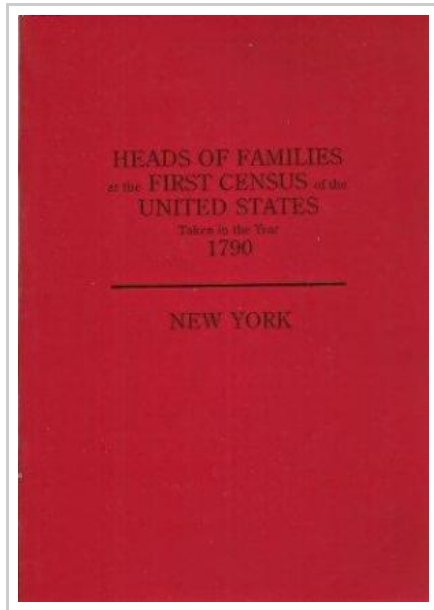 HEADS OF FAMILIES
at the FIRST CENSUS of the
UNITED STATES
Taken in the Year
1790
NEW YORK